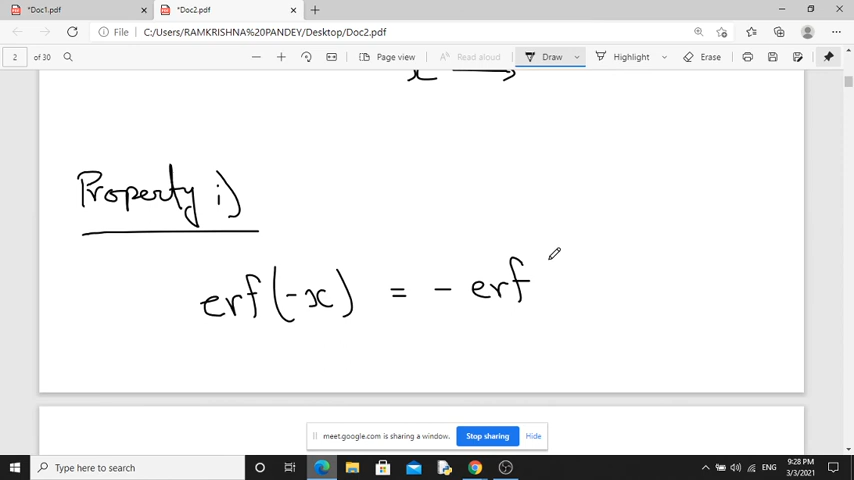 *Doc1.pdf
*Doc2.pdf
File C:/Users/RAMKRISHNA%20PANDEY/Desktop/Doc2.pdf
2 of 30 Page view Read aloud Draw Highlight Erase
x
Property i)
erf(-x) = - erf
meet.google.com is sharing a window. Stop sharing Hide
Type here to search
ENG
9:28 PM
3/3/2021